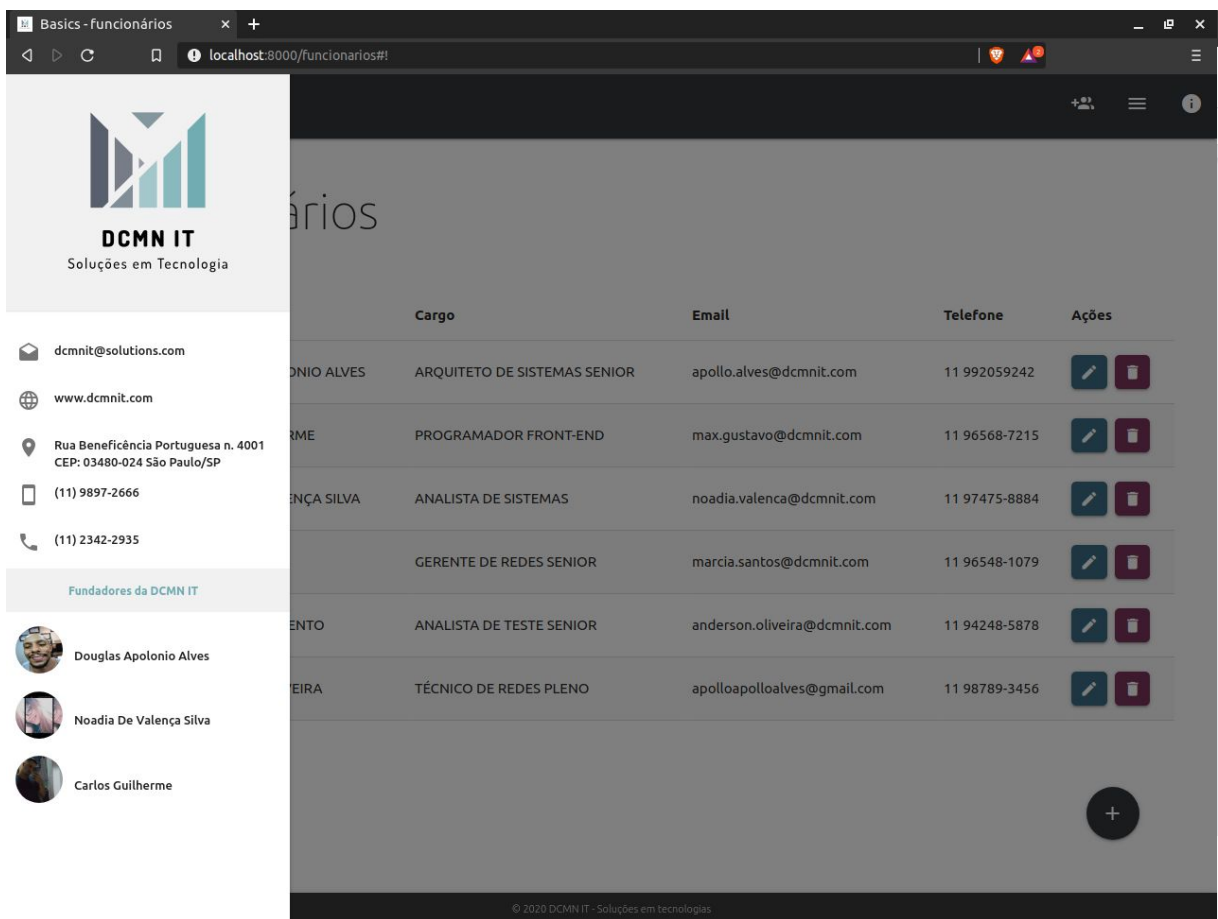 Basics - funcionários
localhost:8000/funcionarios#!
2
DCMN IT
Soluções em Tecnologia
dcmnit@solutions.com
www.dcmnit.com
Rua Beneficência Portuguesa n. 4001
CEP: 03480-024 São Paulo/SP
(11) 9897-2666
(11) 2342-2935
Fundadores da DCMN IT
Douglas Apolonio Alves
Noadia De Valença Silva
Carlos Guilherme
ários
Cargo Email Telefone Ações
ONIO ALVES ARQUITETO DE SISTEMAS SENIOR apollo.alves@dcmnit.com 11 992059242
RME PROGRAMADOR FRONT-END max.gustavo@dcmnit.com 11 96568-7215
ENÇA SILVA ANALISTA DE SISTEMAS noadia.valenca@dcmnit.com 11 97475-8884
GERENTE DE REDES SENIOR marcia.santos@dcmnit.com 11 96548-1079
ENTO ANALISTA DE TESTE SENIOR anderson.oliveira@dcmnit.com 11 94248-5878
EIRA TÉCNICO DE REDES PLENO apolloapolloalves@gmail.com 11 98789-3456
© 2020 DCMN IT - Soluções em tecnologias